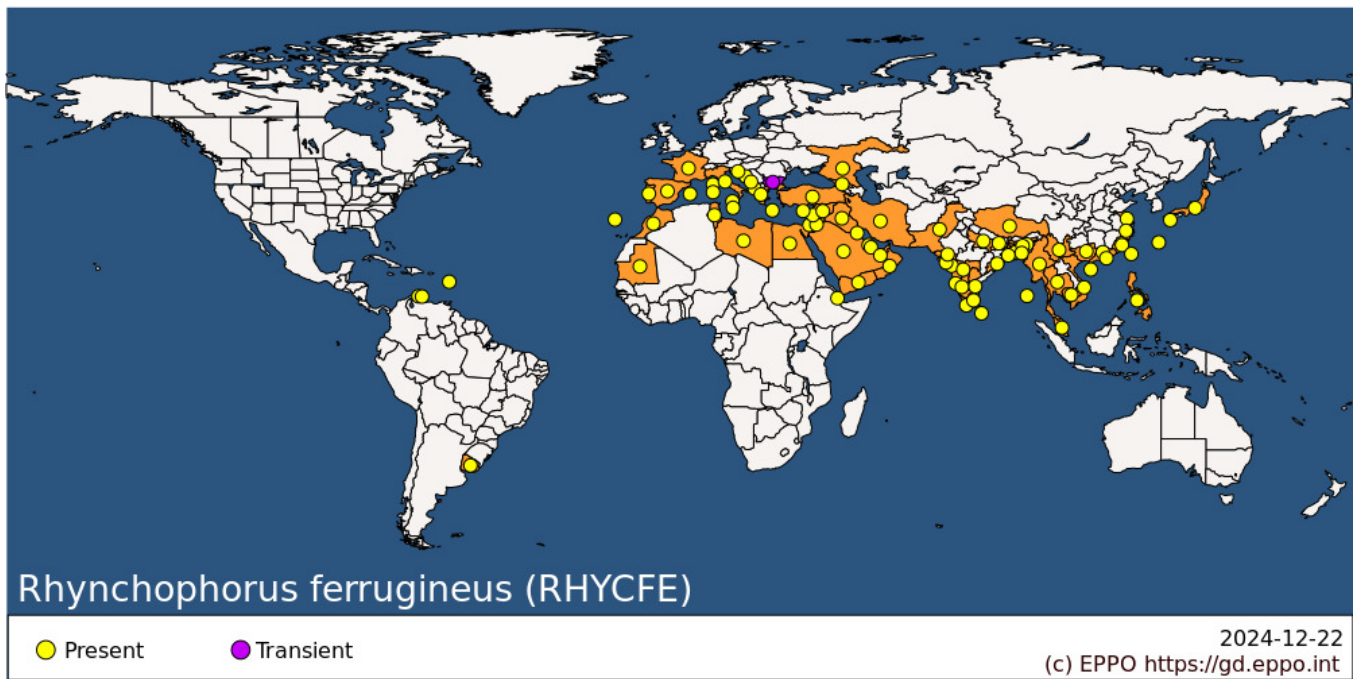 Rhynchophorus ferrugineus (RHYCFE)
Present
Transient
2024-12-22
(c) EPPO https://gd.eppo.int